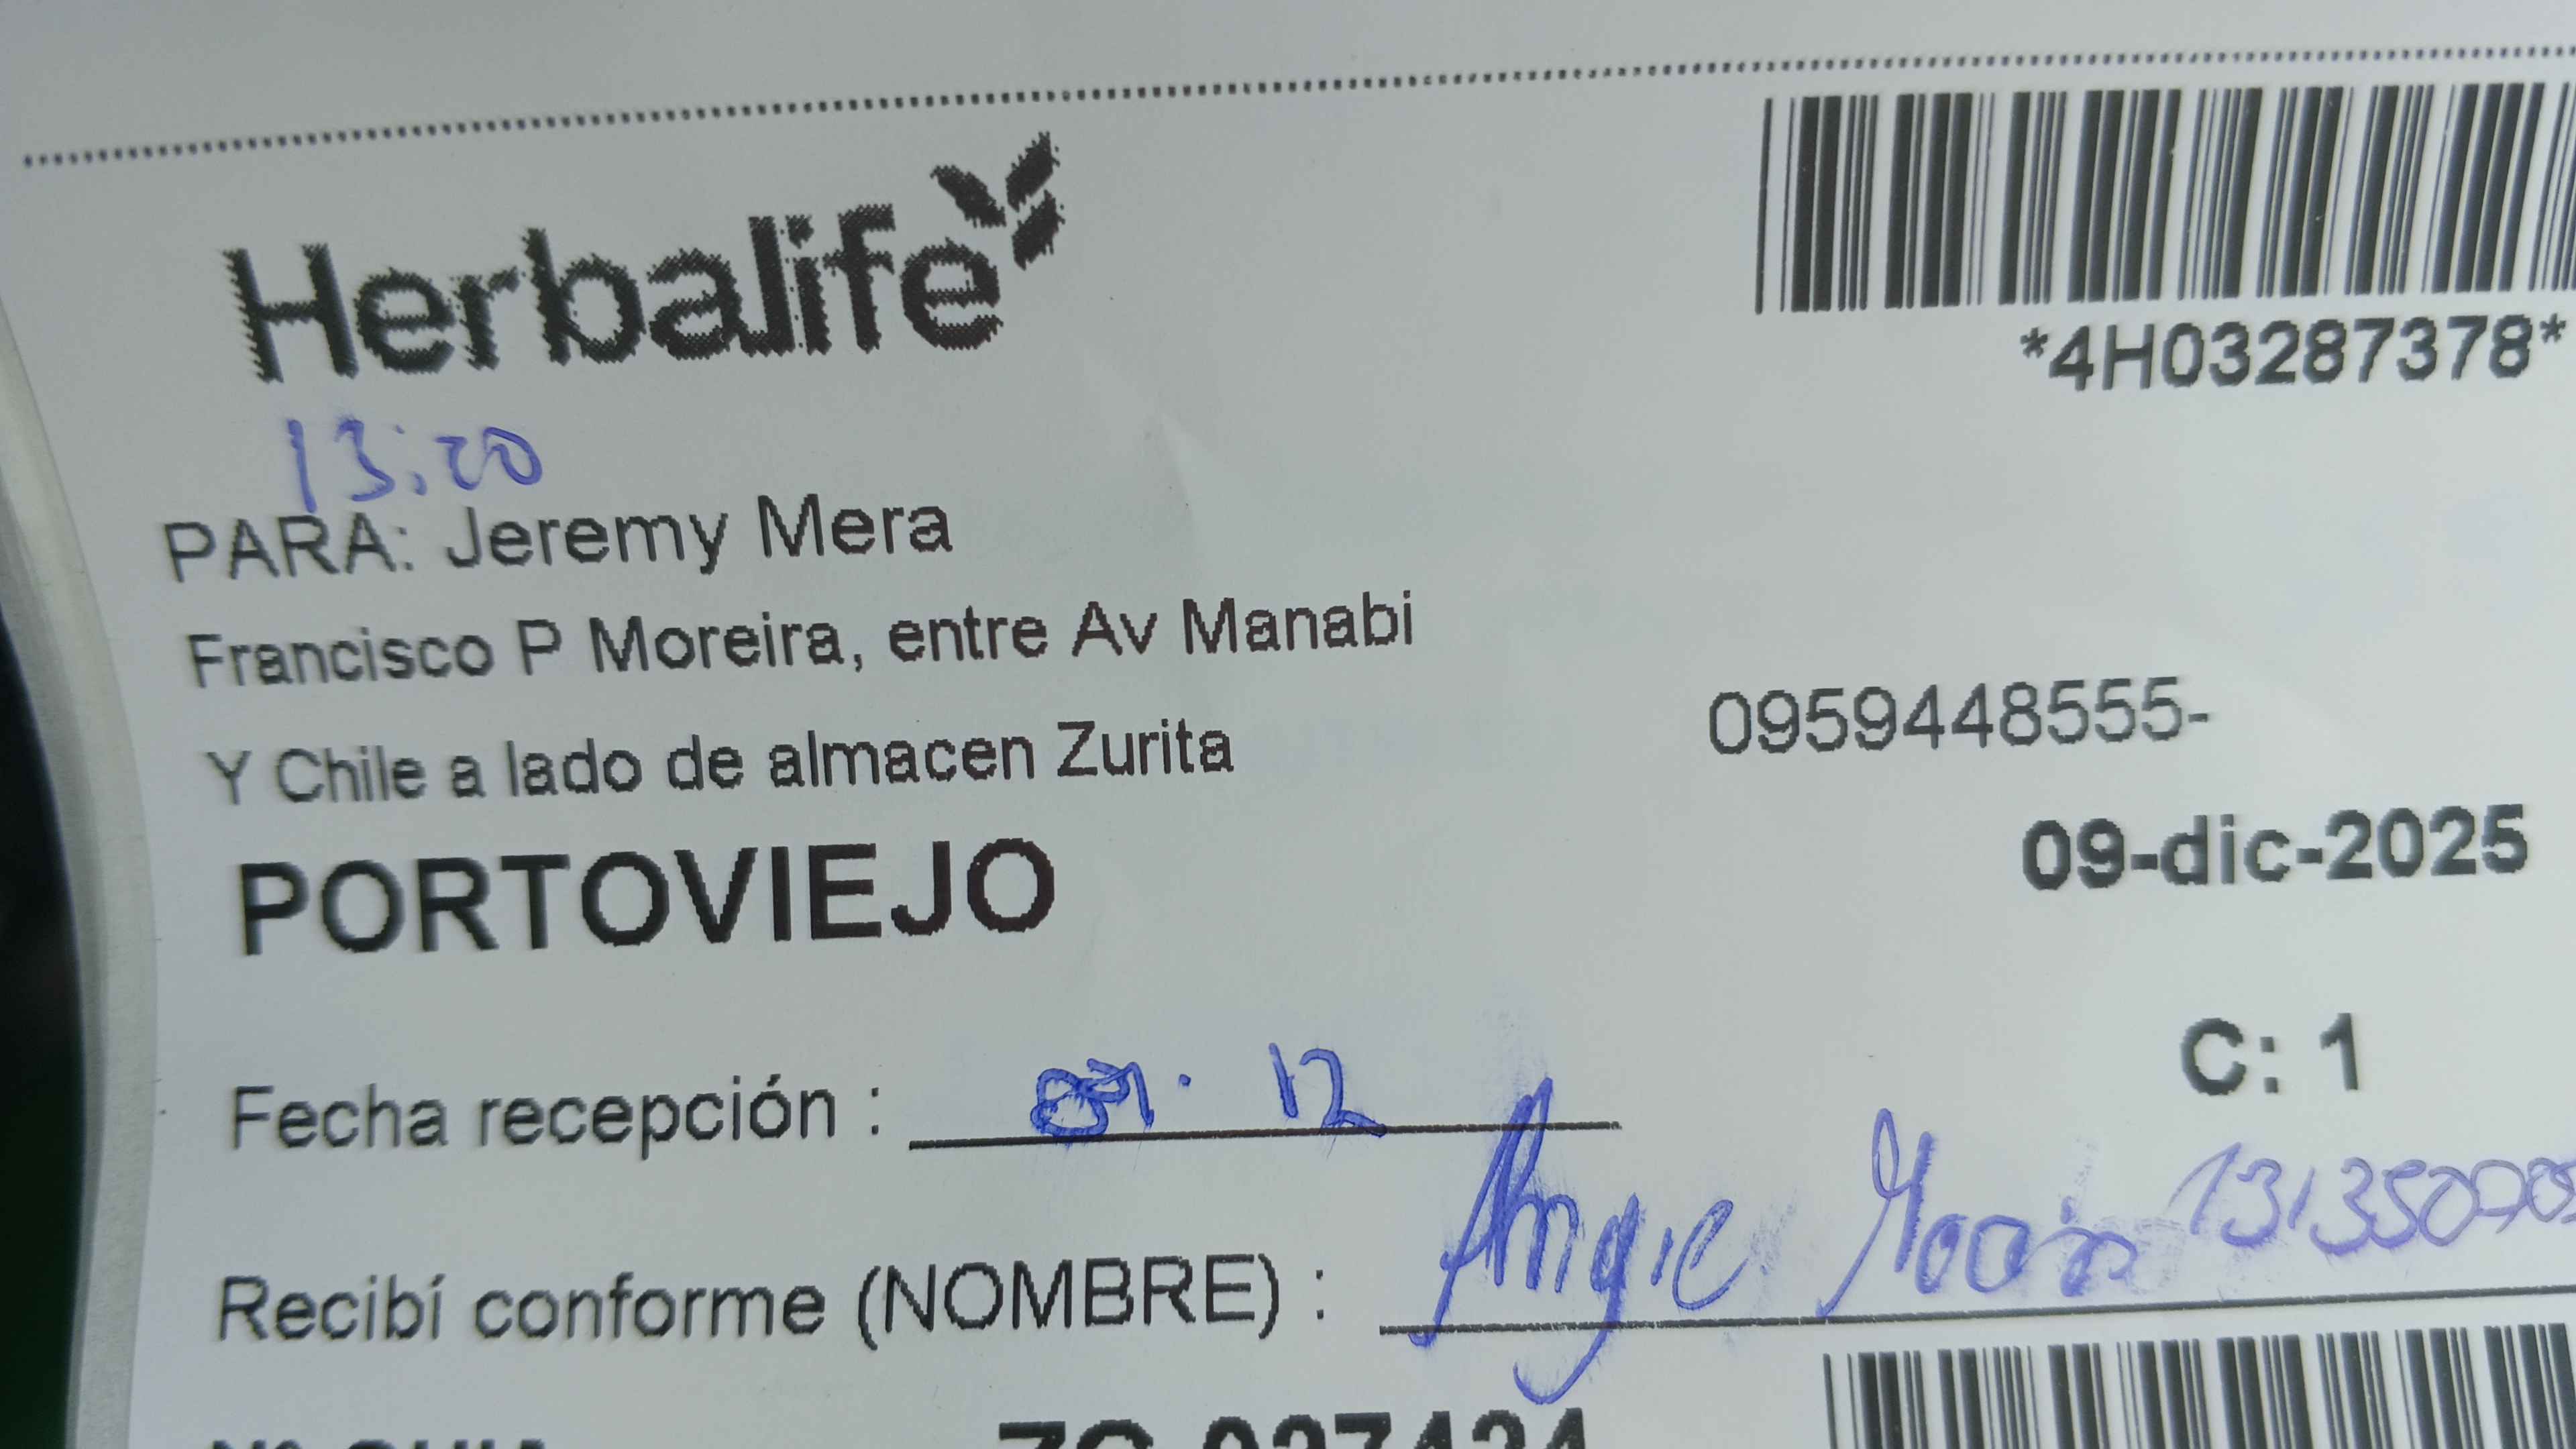 Herbalife
*4H03287378*
13:20
PARA: Jeremy Mera
Francisco P Moreira, entre Av Manabi
0959448555-
Y Chile a lado de almacen Zurita
09-dic-2025
PORTOVIEJO
C: 1
Fecha recepción : 09. 12
Recibí conforme (NOMBRE) : Angie